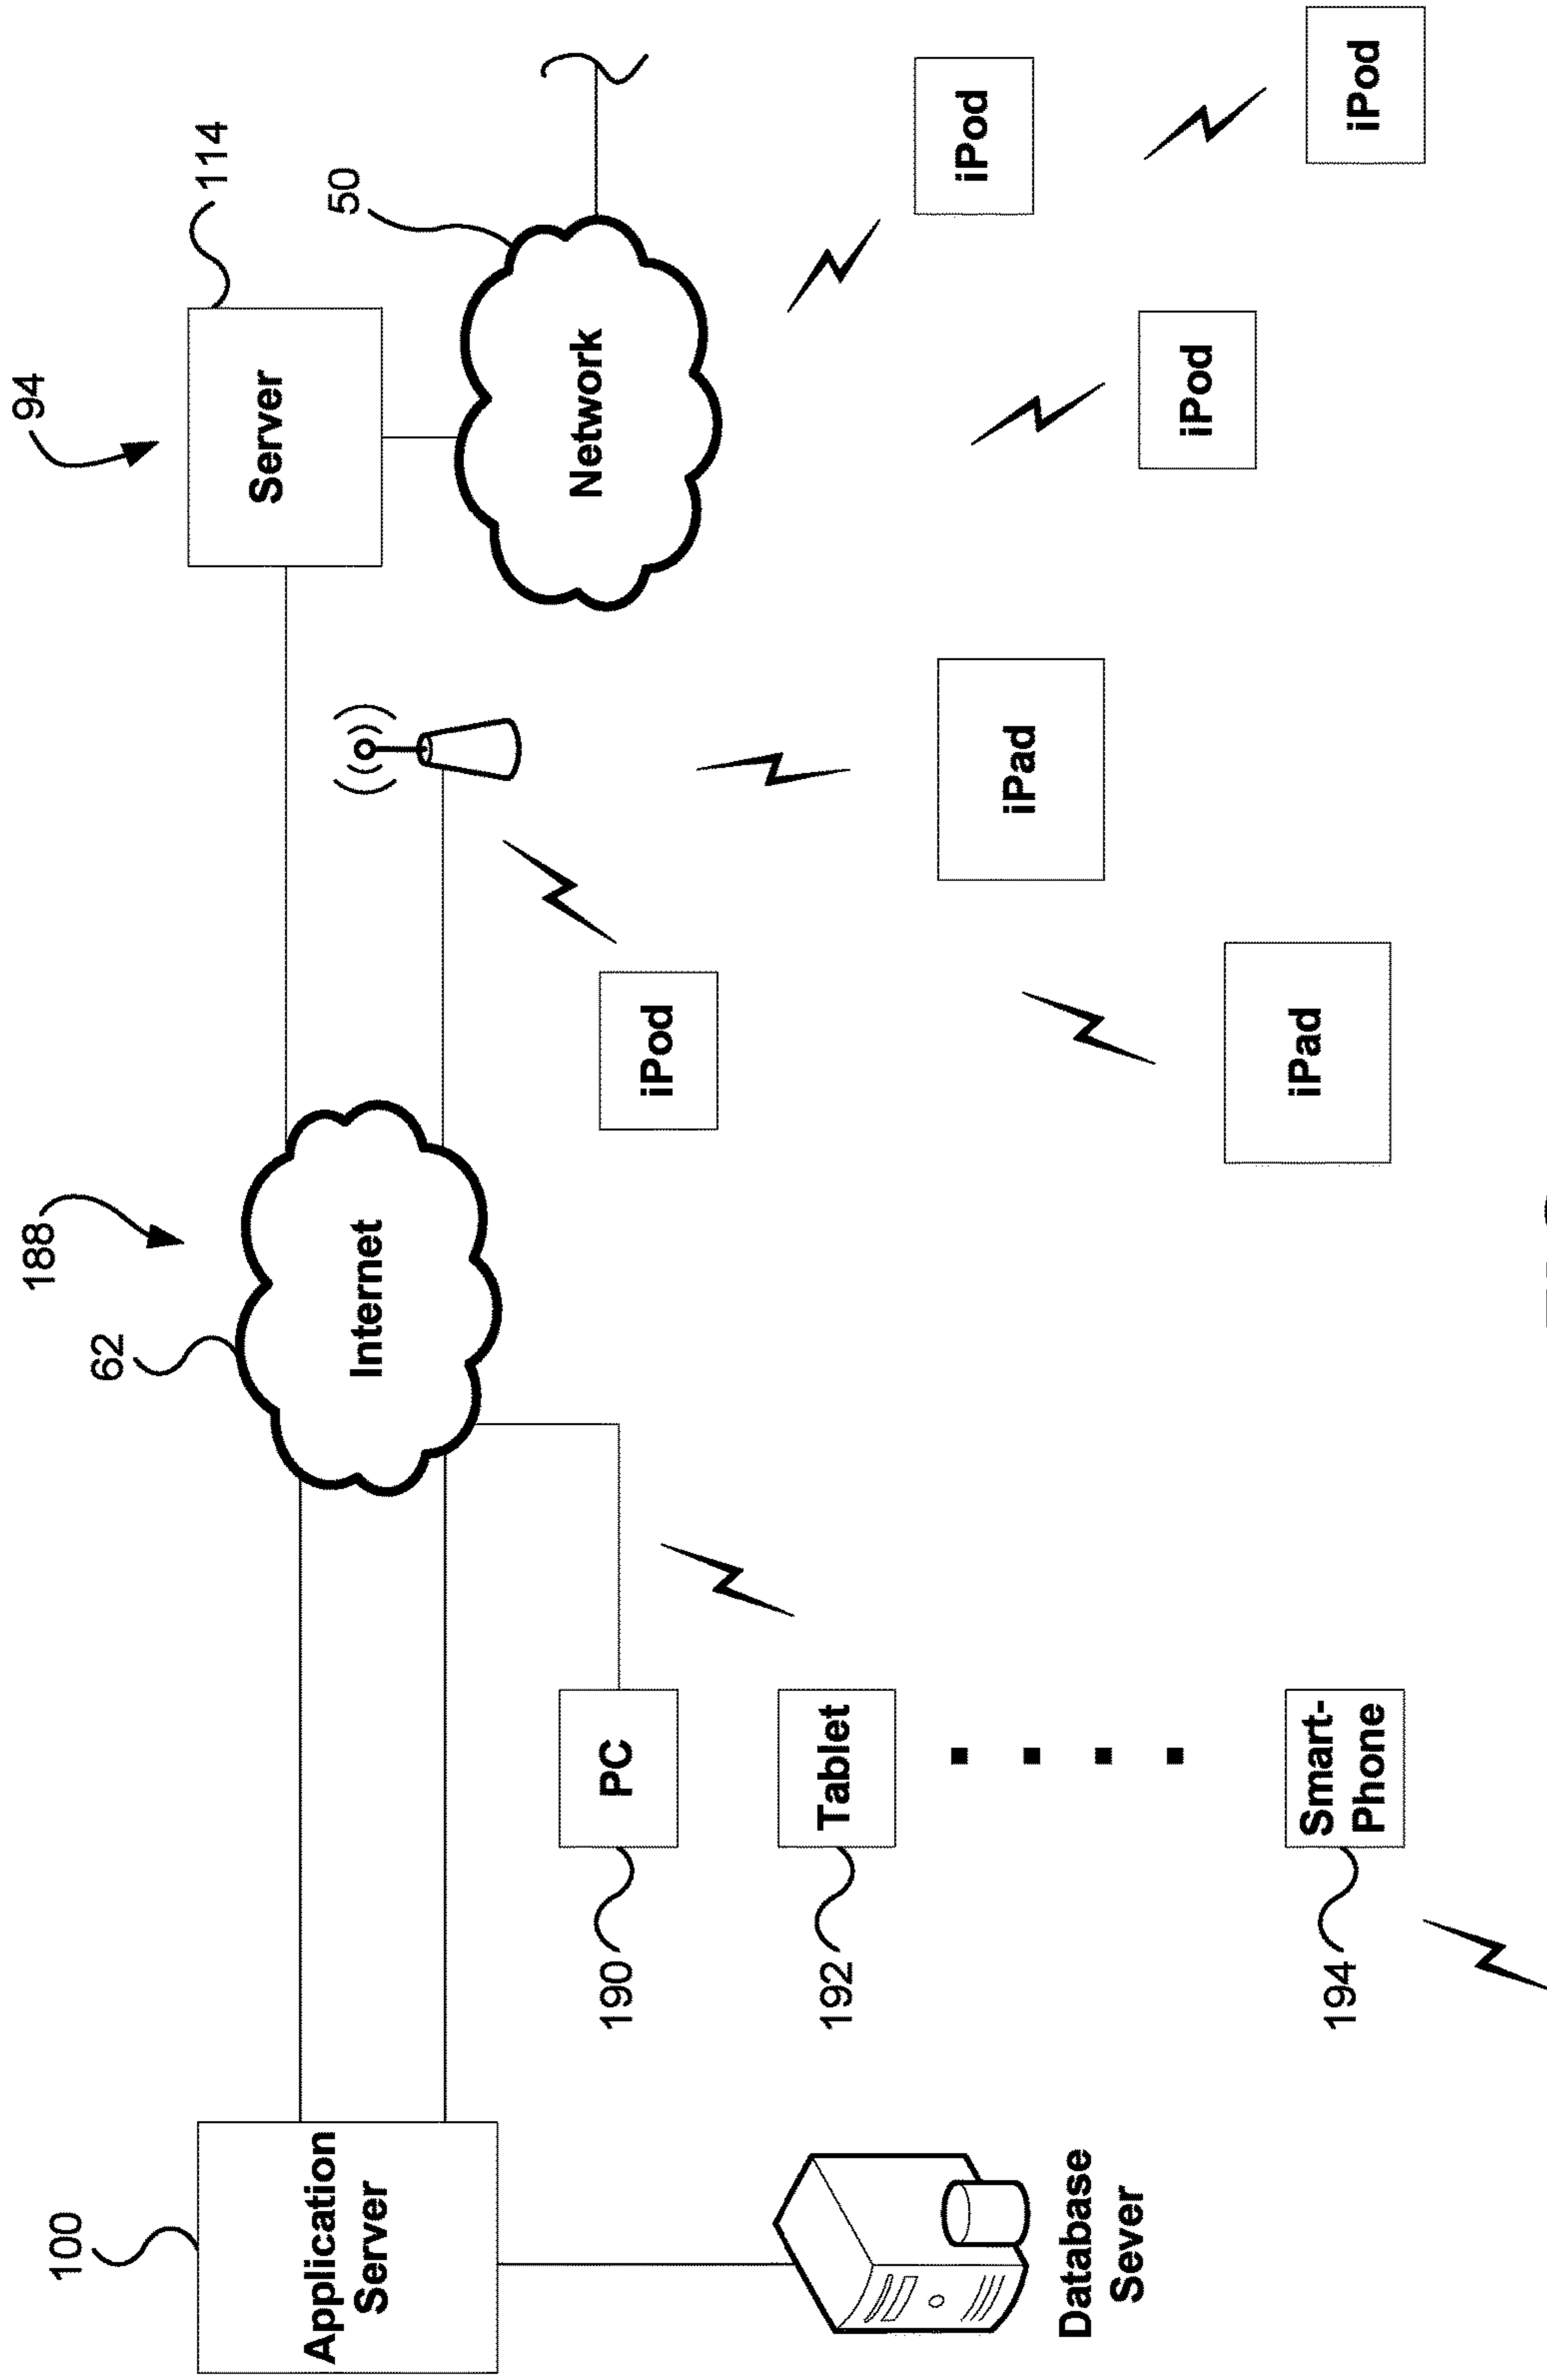 94
114
188
50
62
100
Server
Network
Internet
Application
Server
iPod
iPod
iPod
iPod
iPad
iPad
PC
190
Tablet
192
Smart-
Phone
194
Database
Sever